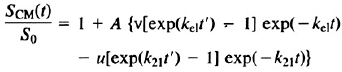 S_CM(t)/S_0 = 1 + A {v[exp(k_el t′) − 1] exp(−k_el t)
− u[exp(k_21 t′) − 1] exp(−k_21 t)}